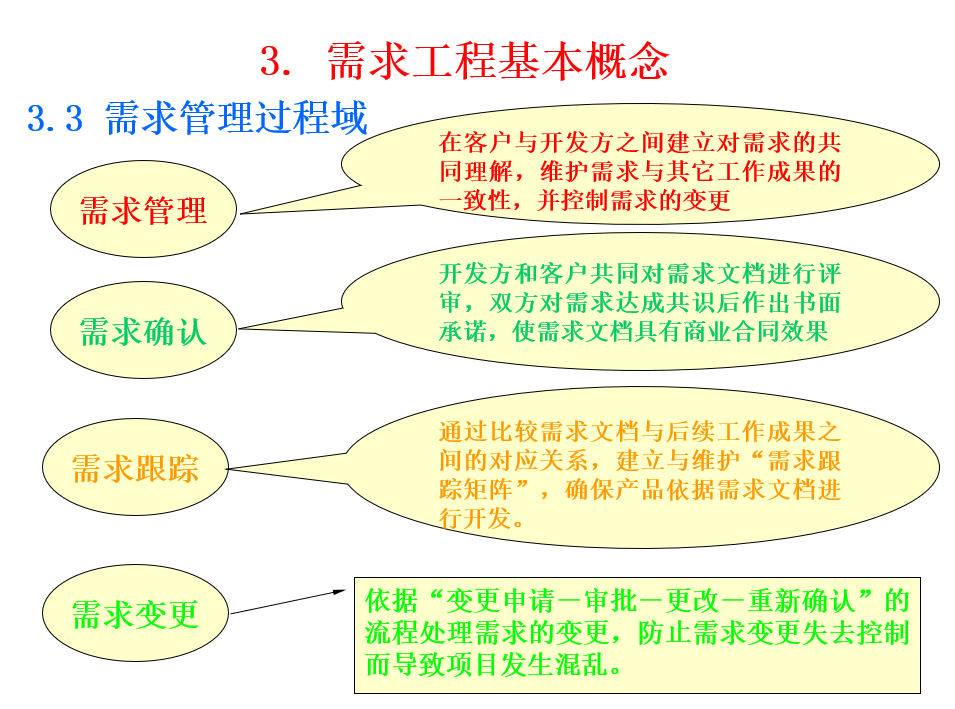 3. 需求工程基本概念
3.3 需求管理过程域
需求管理
在客户与开发方之间建立对需求的共
同理解，维护需求与其它工作成果的
一致性，并控制需求的变更
需求确认
开发方和客户共同对需求文档进行评
审，双方对需求达成共识后作出书面
承诺，使需求文档具有商业合同效果
需求跟踪
通过比较需求文档与后续工作成果之
间的对应关系，建立与维护“需求跟
踪矩阵”，确保产品依据需求文档进
行开发。
需求变更
依据“变更申请－审批－更改－重新确认”的
流程处理需求的变更，防止需求变更失去控制
而导致项目发生混乱。